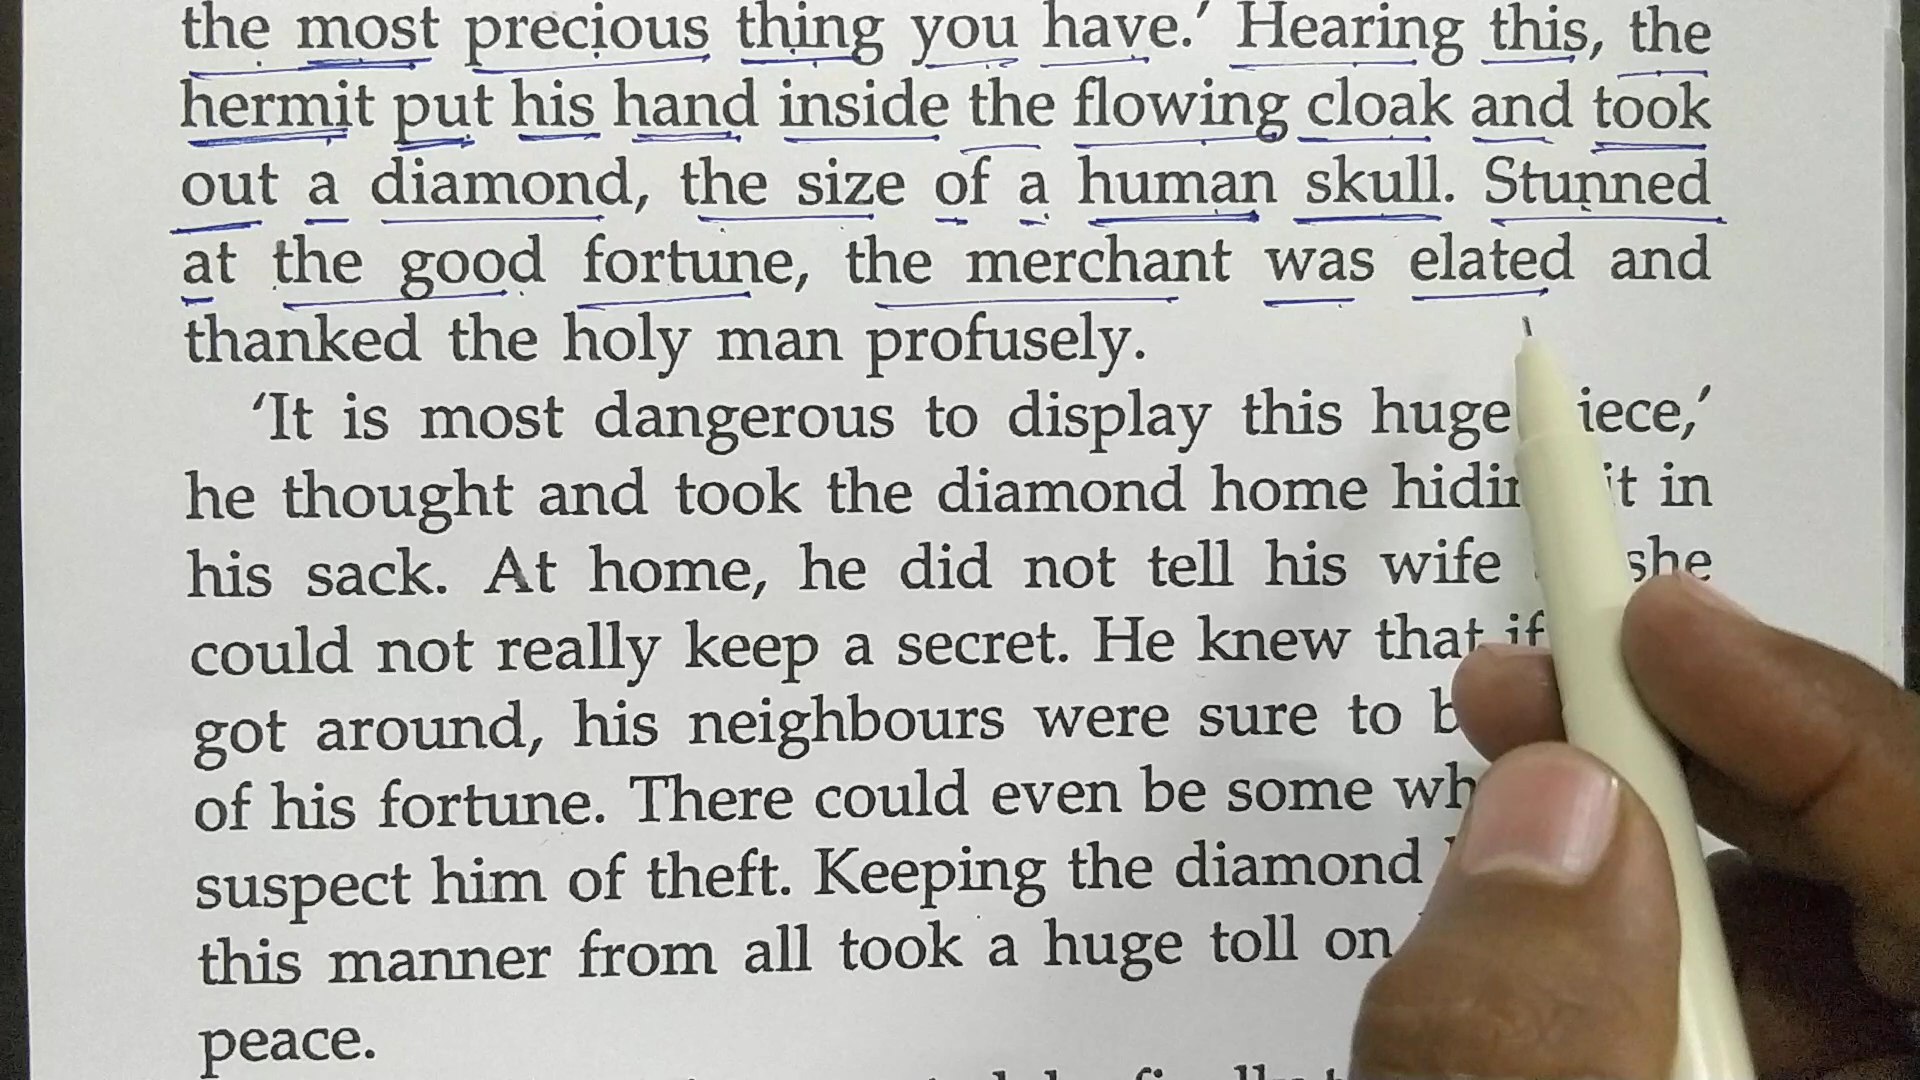 the most precious thing you have.' Hearing this, the
hermit put his hand inside the flowing cloak and took
out a diamond, the size of a human skull. Stunned
at the good fortune, the merchant was elated and
thanked the holy man profusely.
'It is most dangerous to display this huge iece,'
he thought and took the diamond home hidin it in
his sack. At home, he did not tell his wife she
could not really keep a secret. He knew that if
got around, his neighbours were sure to b
of his fortune. There could even be some wh
suspect him of theft. Keeping the diamond
this manner from all took a huge toll on
peace.